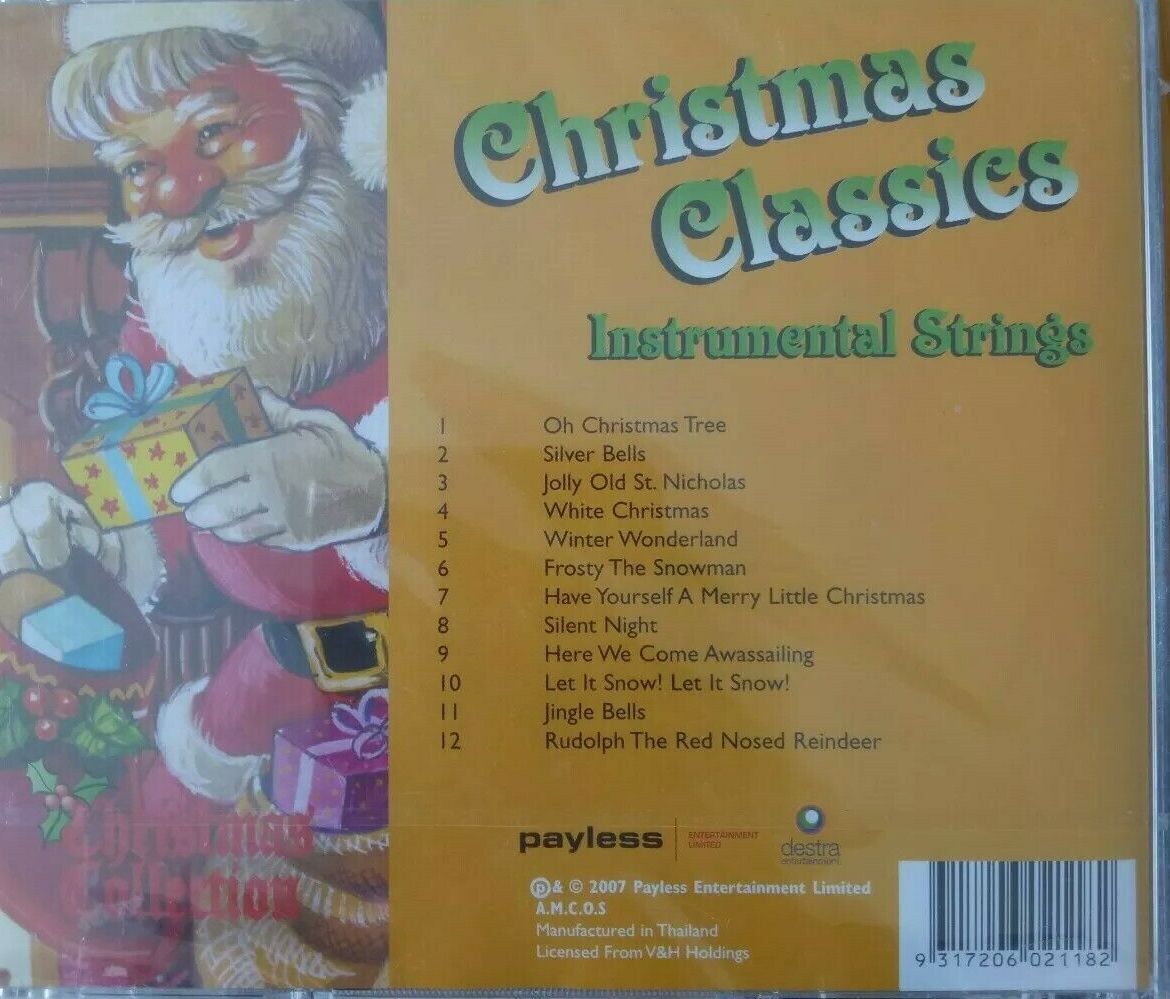 Christmas
Classics
Instrumental Strings
1 Oh Christmas Tree
2 Silver Bells
3 Jolly Old St. Nicholas
4 White Christmas
5 Winter Wonderland
6 Frosty The Snowman
7 Have Yourself A Merry Little Christmas
8 Silent Night
9 Here We Come Awassailing
10 Let It Snow! Let It Snow!
11 Jingle Bells
12 Rudolph The Red Nosed Reindeer
Christmas
Collection
payless
ENTERTAINMENT
LIMITED
destra
entertainment
℗& © 2007 Payless Entertainment Limited
A.M.C.O.S
Manufactured in Thailand
Licensed From V&H Holdings
9 317206 021182